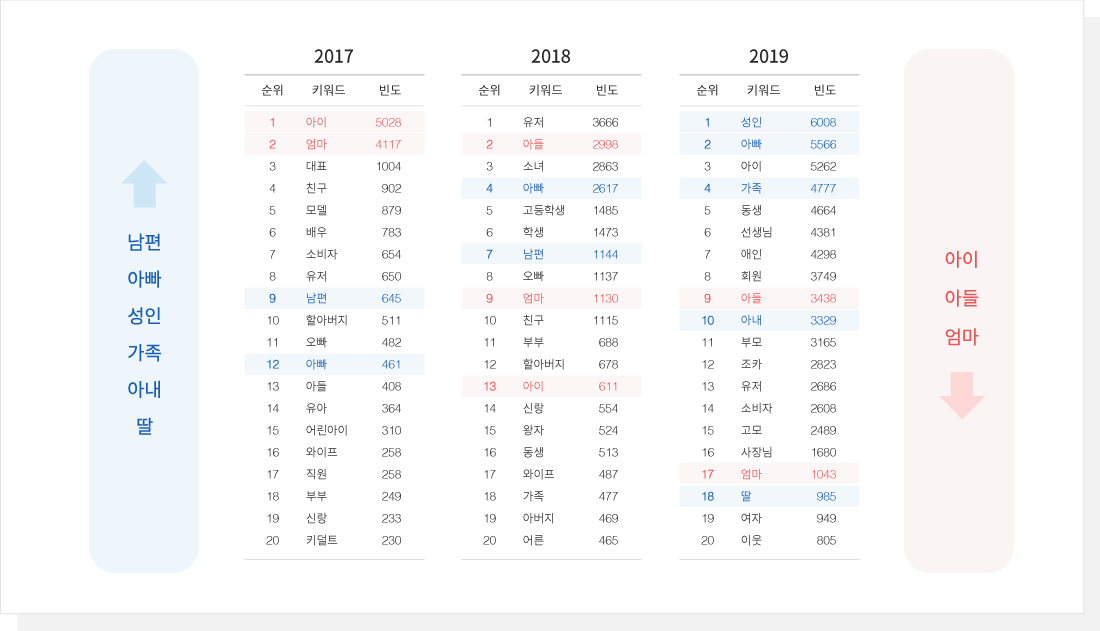 남편
아빠
성인
가족
아내
딸
2017
순위 키워드 빈도
1 아이 5028
2 엄마 4117
3 대표 1004
4 친구 902
5 모델 879
6 배우 783
7 소비자 654
8 유저 650
9 남편 645
10 할아버지 511
11 오빠 482
12 아빠 461
13 아들 408
14 유아 364
15 어린아이 310
16 와이프 258
17 직원 258
18 부부 249
19 신랑 233
20 키덜트 230
2018
순위 키워드 빈도
1 유저 3666
2 아들 2998
3 소녀 2863
4 아빠 2617
5 고등학생 1485
6 학생 1473
7 남편 1144
8 오빠 1137
9 엄마 1130
10 친구 1115
11 부부 688
12 할아버지 678
13 아이 611
14 신랑 554
15 왕자 524
16 동생 513
17 와이프 487
18 가족 477
19 아버지 469
20 어른 465
2019
순위 키워드 빈도
1 성인 6008
2 아빠 5566
3 아이 5262
4 가족 4777
5 동생 4664
6 선생님 4381
7 애인 4298
8 회원 3749
9 아들 3438
10 아내 3329
11 부모 3165
12 조카 2823
13 유저 2686
14 소비자 2608
15 고모 2489
16 사장님 1680
17 엄마 1043
18 딸 985
19 여자 949
20 이웃 805
아이
아들
엄마